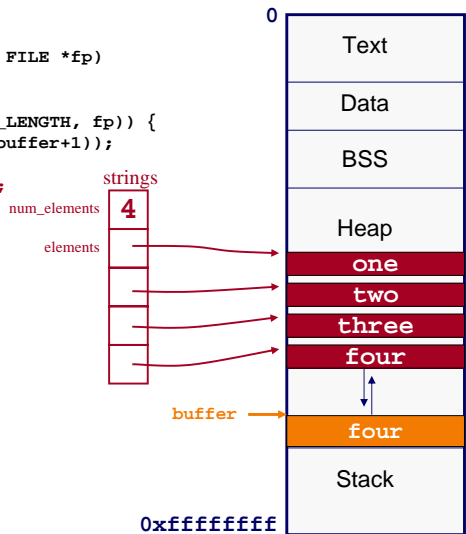 0
FILE *fp)
_LENGTH, fp)) {
buffer+1));
;
strings
num_elements 4
elements
Text
Data
BSS
Heap
one
two
three
four
buffer
four
Stack
0xffffffff